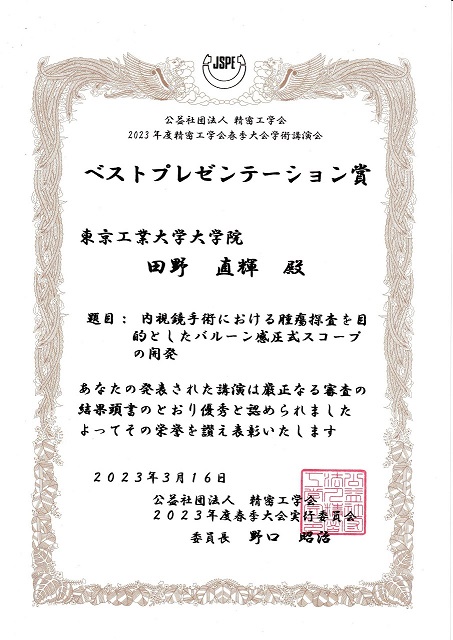 JSPE
公益社団法人 精密工学会
2023年度精密工学会春季大会学術講演会
ベストプレゼンテーション賞
東京工業大学大学院
田野 直輝 殿
題目： 内視鏡手術における腫瘍探査を目
的としたバルーン感圧式スコープ
の開発
あなたの発表された講演は厳正なる審査の
結果頭書のとおり優秀と認められました
よってその栄誉を讃え表彰いたします
２０２３年３月１６日
公益社団法人 精密工学会
２０２３年度春季大会実行委員会
委員長 野口 昭治